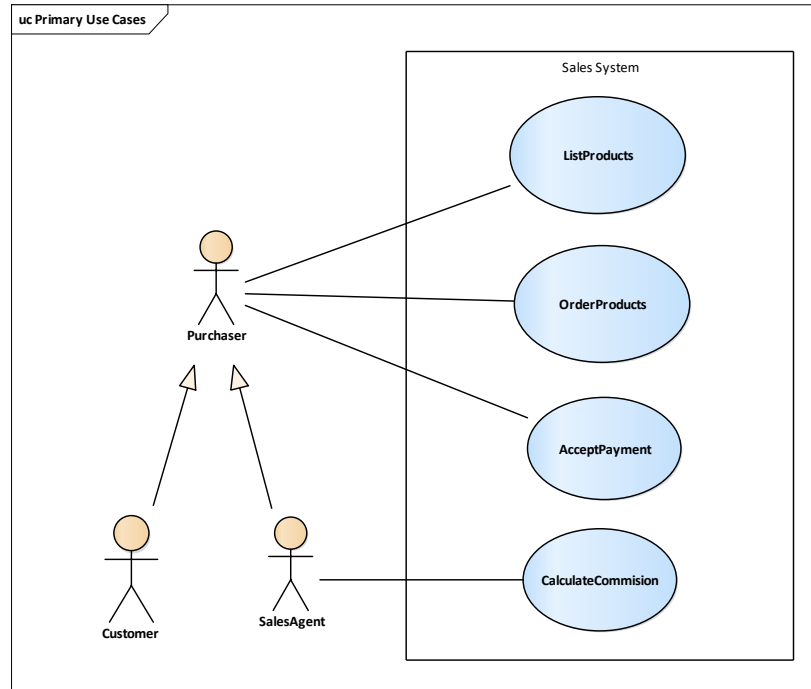 uc Primary Use Cases
Sales System
ListProducts
OrderProducts
Purchaser
AcceptPayment
CalculateCommision
SalesAgent
Customer